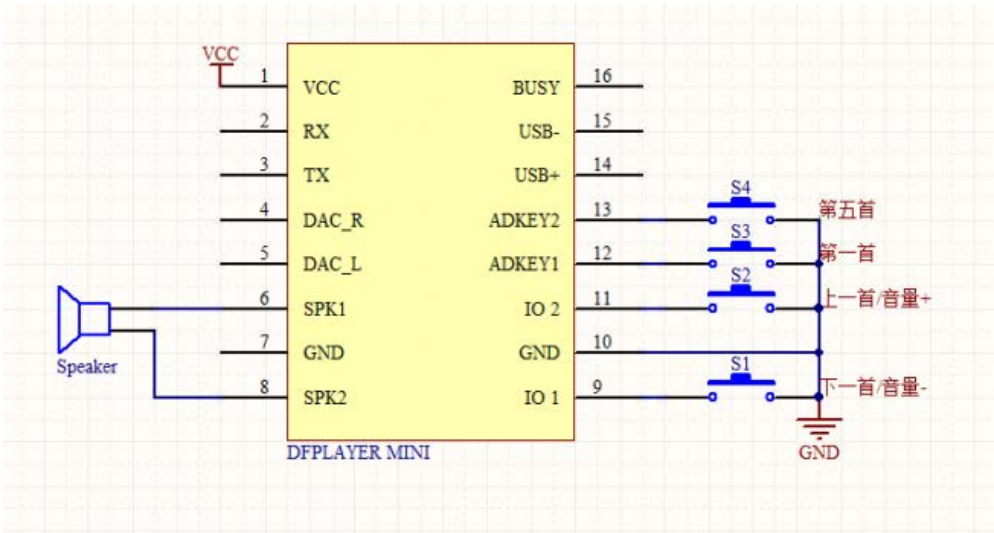 VCC
1 VCC BUSY 16
2 RX USB- 15
3 TX USB+ 14
S4
4 DAC_R ADKEY2 13 第五首
S3
5 DAC_L ADKEY1 12 第一首
S2
6 SPK1 IO 2 11 上一首/音量+
7 GND GND 10
Speaker
S1
8 SPK2 IO 1 9 下一首/音量-
DFPLAYER MINI
GND